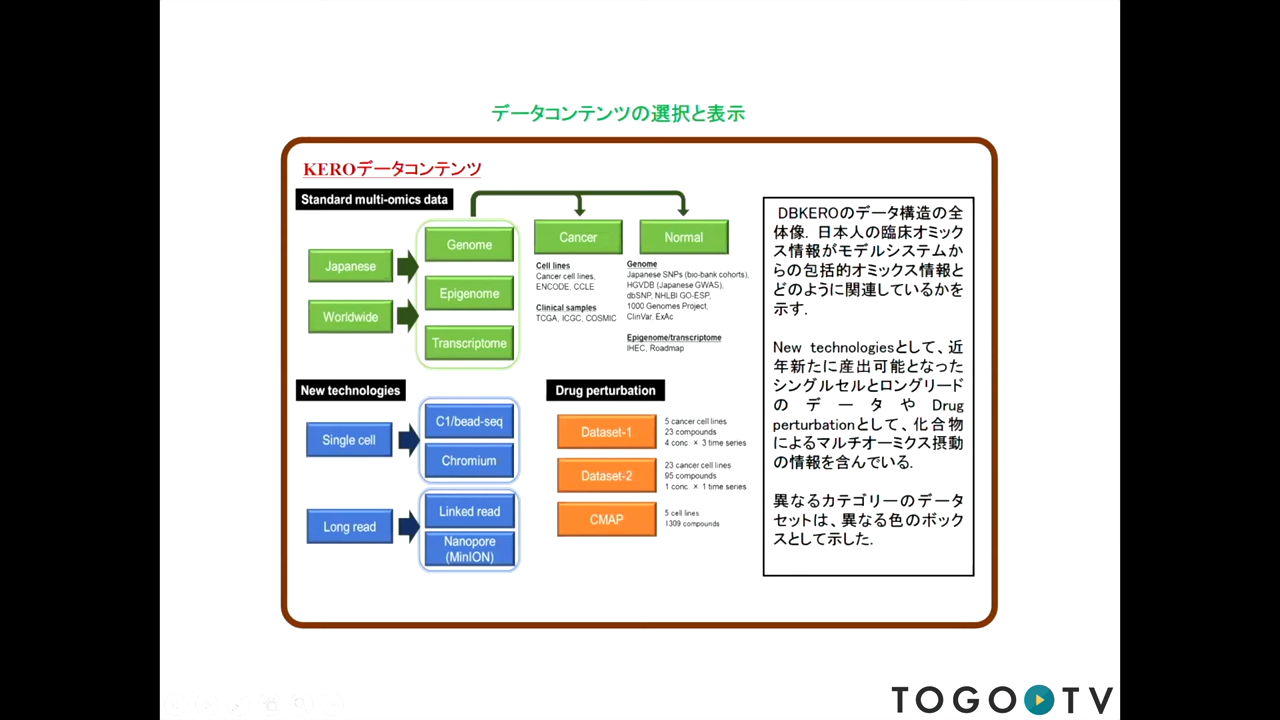 データコンテンツの選択と表示
KEROデータコンテンツ
Standard multi-omics data
Japanese
Worldwide
Genome
Epigenome
Transcriptome
Cancer
Normal
Cell lines
Cancer cell lines,
ENCODE, CCLE
Clinical samples
TCGA, ICGC, COSMIC
Genome
Japanese SNPs (bio-bank cohorts),
HGVDB (Japanese GWAS),
dbSNP, NHLBI GO-ESP,
1000 Genomes Project,
ClinVar. ExAc
Epigenome/transcriptome
IHEC, Roadmap
New technologies
Single cell
C1/bead-seq
Chromium
Long read
Linked read
Nanopore
(MinION)
Drug perturbation
Dataset-1
5 cancer cell lines
23 compounds
4 conc. × 3 time series
Dataset-2
23 cancer cell lines
95 compounds
1 conc. × 1 time series
CMAP
5 cell lines
1309 compounds
DBKEROのデータ構造の全
体像. 日本人の臨床オミック
ス情報がモデルシステムか
らの包括的オミックス情報と
どのように関連しているかを
示す.
New technologiesとして、近
年新たに産出可能となった
シングルセルとロングリード
のデータやDrug
perturbationとして、化合物
によるマルチオーミクス摂動
の情報を含んでいる.
異なるカテゴリーのデータ
セットは、異なる色のボック
スとして示した.
TOGO TV